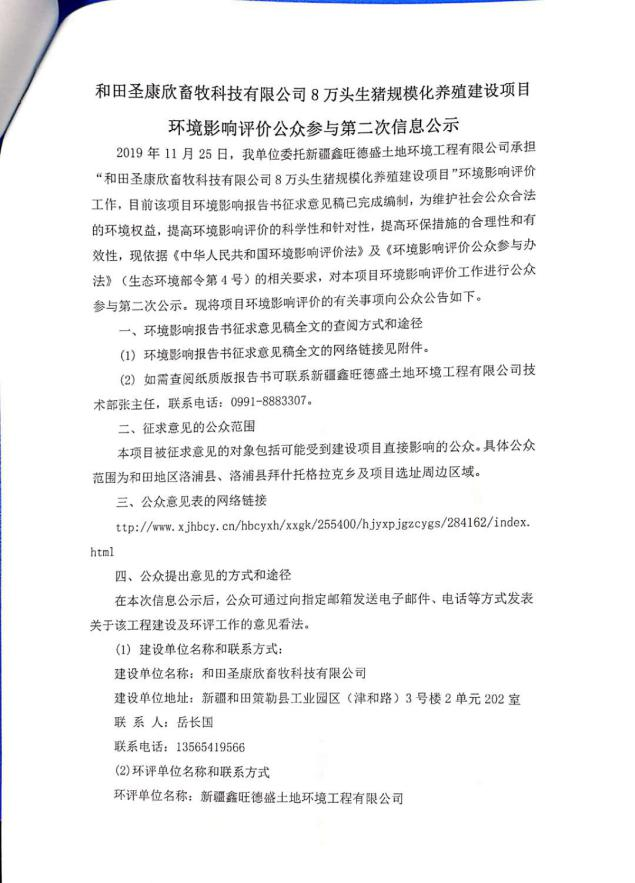 和田圣康欣畜牧科技有限公司 8 万头生猪规模化养殖建设项目
环境影响评价公众参与第二次信息公示
2019 年 11 月 25 日，我单位委托新疆鑫旺德盛土地环境工程有限公司承担
“和田圣康欣畜牧科技有限公司 8 万头生猪规模化养殖建设项目”环境影响评价
工作，目前该项目环境影响报告书征求意见稿已完成编制，为维护社会公众合法
的环境权益，提高环境影响评价的科学性和针对性，提高环保措施的合理性和有
效性，现依据《中华人民共和国环境影响评价法》及《环境影响评价公众参与办
法》（生态环境部令第 4 号）的相关要求，对本项目环境影响评价工作进行公众
参与第二次公示。现将项目环境影响评价的有关事项向公众公告如下。
一、环境影响报告书征求意见稿全文的查阅方式和途径
(1) 环境影响报告书征求意见稿全文的网络链接见附件。
(2) 如需查阅纸质版报告书可联系新疆鑫旺德盛土地环境工程有限公司技
术部张主任，联系电话：0991-8883307。
二、征求意见的公众范围
本项目被征求意见的对象包括可能受到建设项目直接影响的公众。具体公众
范围为和田地区洛浦县、洛浦县拜什托格拉克乡及项目选址周边区域。
三、公众意见表的网络链接
ttp://www.xjhbcy.cn/hbcyxh/xxgk/255400/hjyxpjgzcygs/284162/index.
html
四、公众提出意见的方式和途径
在本次信息公示后，公众可通过向指定邮箱发送电子邮件、电话等方式发表
关于该工程建设及环评工作的意见看法。
(1) 建设单位名称和联系方式：
建设单位名称：和田圣康欣畜牧科技有限公司
建设单位地址：新疆和田策勒县工业园区（津和路）3 号楼 2 单元 202 室
联 系 人：岳长国
联系电话：13565419566
(2)环评单位名称和联系方式
环评单位名称：新疆鑫旺德盛土地环境工程有限公司